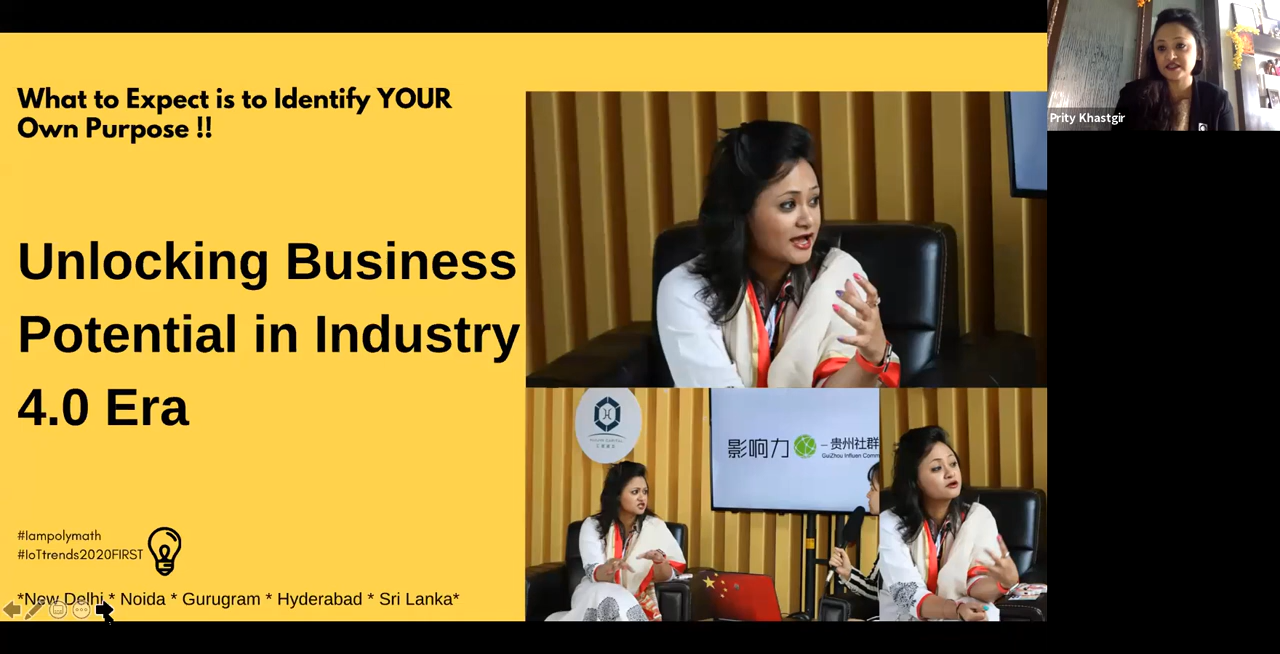 What to Expect is to Identify YOUR
Own Purpose !!
Unlocking Business
Potential in Industry
4.0 Era
#Iampolymath
#IoTtrends2020FIRST
*New Delhi * Noida * Gurugram * Hyderabad * Sri Lanka*
Prity Khastgir
影响力 – 贵州社群
GuiZhou Influen Comm